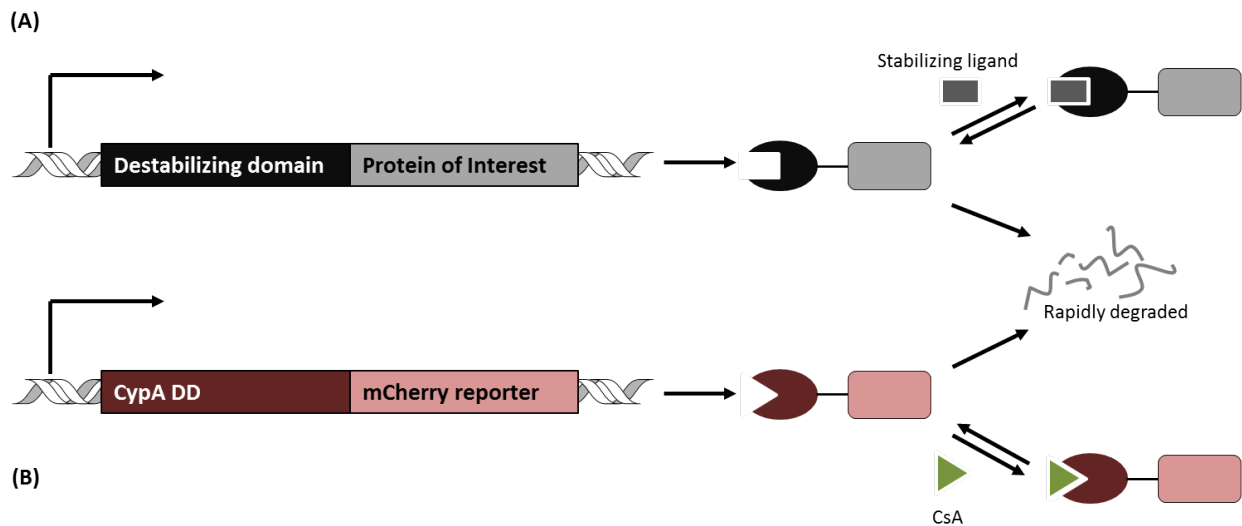 (A)
Stabilizing ligand
Destabilizing domain Protein of Interest
Rapidly degraded
CypA DD mCherry reporter
(B)
CsA